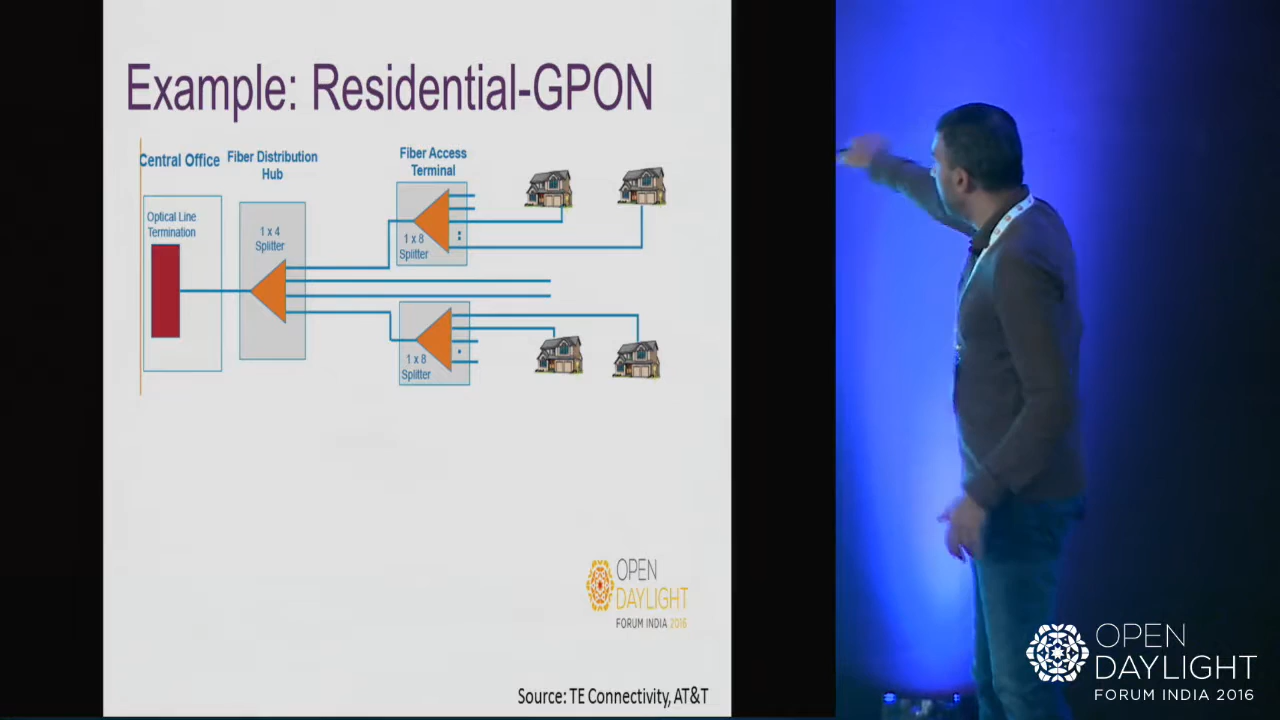 Example: Residential-GPON
Central Office
Fiber Distribution
Hub
Fiber Access
Terminal
Optical Line
Termination
1 x 4
Splitter
1 x 8
Splitter
1 x 8
Splitter
OPEN
DAYLIGHT
FORUM INDIA 2016
Source: TE Connectivity, AT&T
OPEN
DAYLIGHT
FORUM INDIA 2016